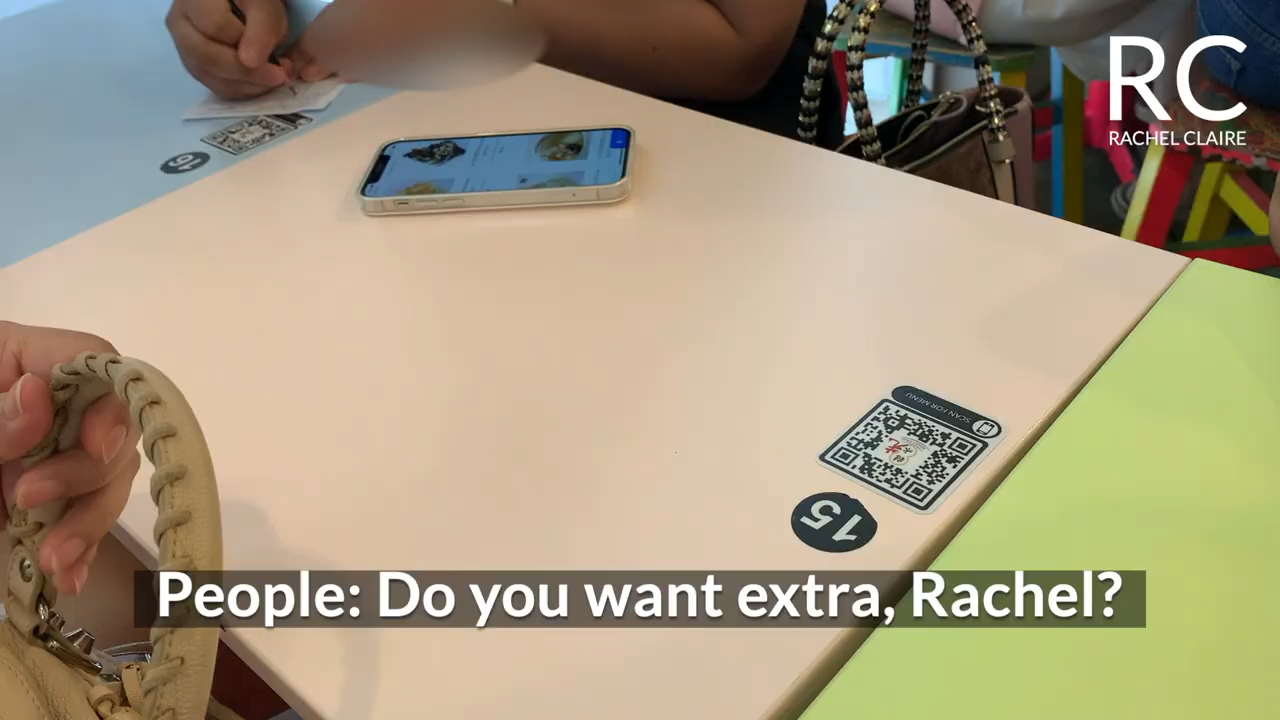 RC
RACHEL CLAIRE
16
SCAN FOR MENU
15
People: Do you want extra, Rachel?